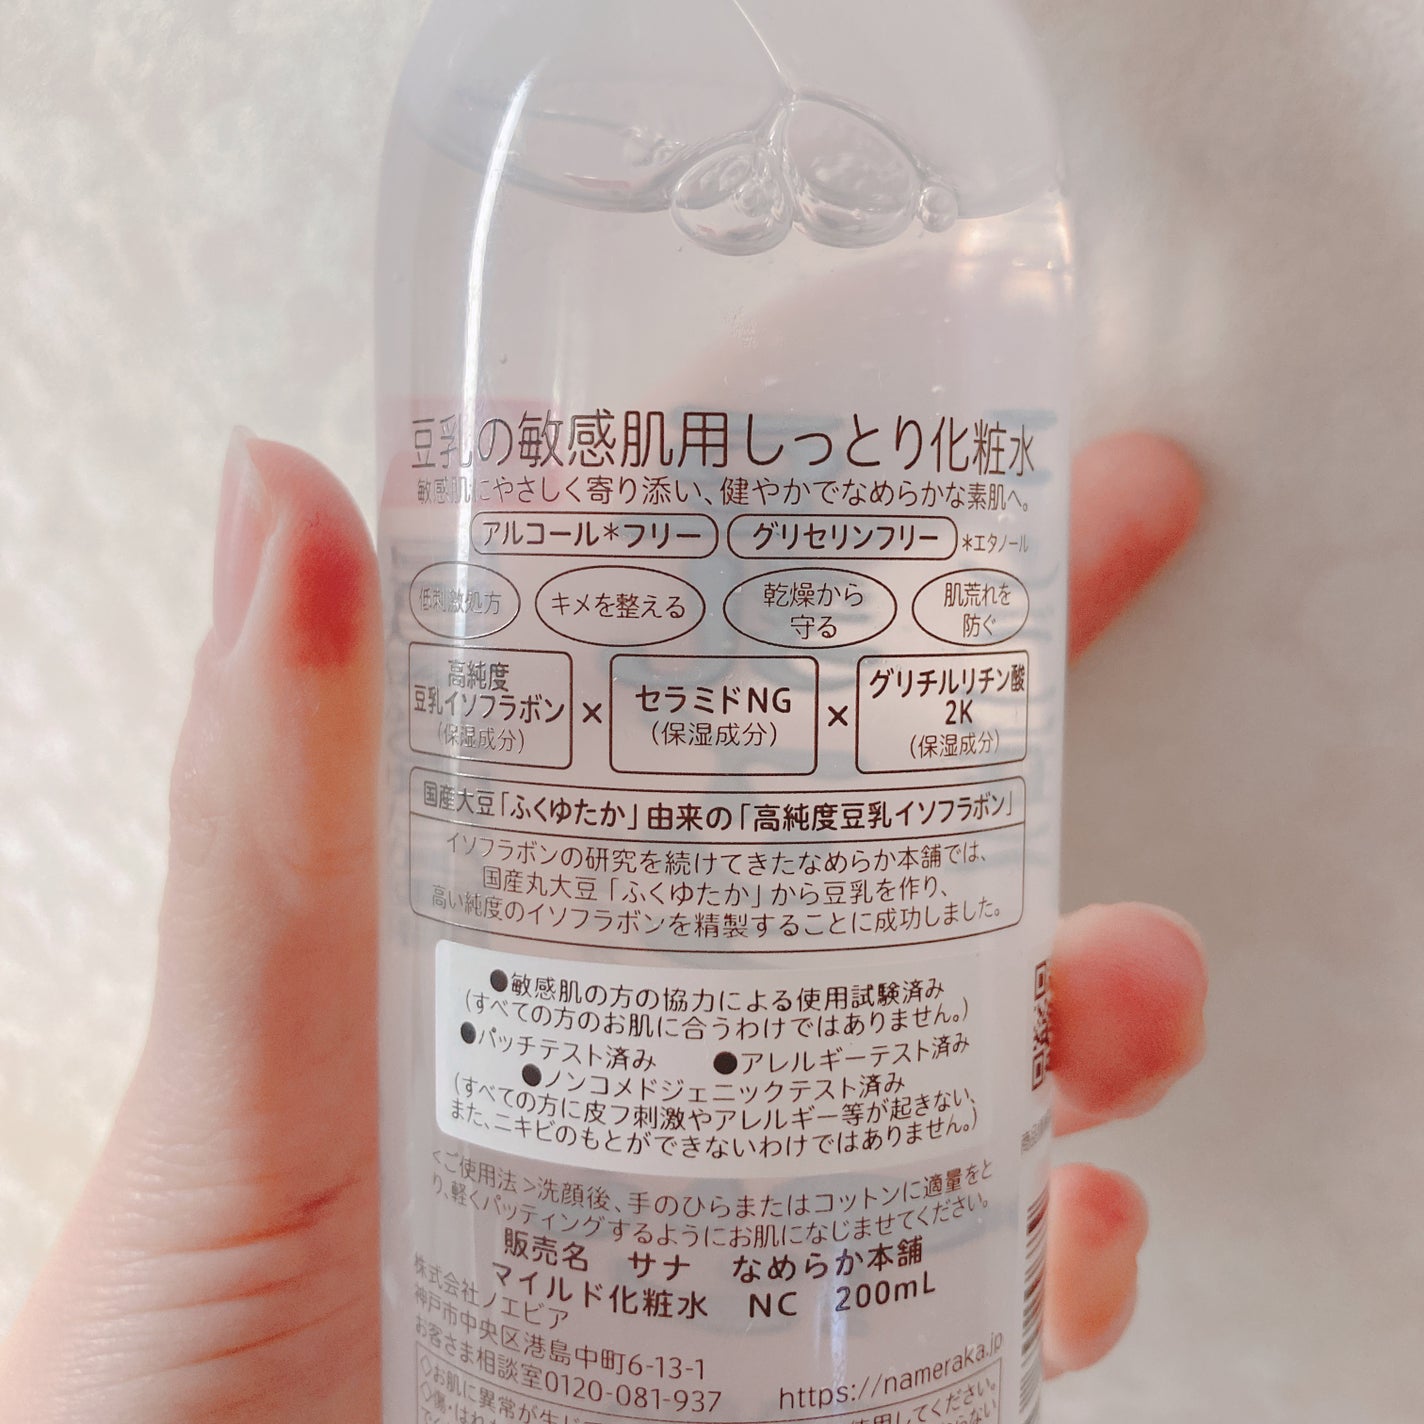 豆乳の敏感肌用しっとり化粧水
敏感肌にやさしく寄り添い、健やかでなめらかな素肌へ。
アルコール*フリー グリセリンフリー *エタノール
低刺激処方 キメを整える 乾燥から守る 肌荒れを防ぐ
高純度
豆乳イソフラボン
(保湿成分)
×
セラミドNG
(保湿成分)
×
グリチルリチン酸
2K
(保湿成分)
国産大豆「ふくゆたか」由来の「高純度豆乳イソフラボン」
イソフラボンの研究を続けてきたなめらか本舗では、
国産丸大豆「ふくゆたか」から豆乳を作り、
高い純度のイソフラボンを精製することに成功しました。
●敏感肌の方の協力による使用試験済み
(すべての方のお肌に合うわけではありません。)
●パッチテスト済み ●アレルギーテスト済み
●ノンコメドジェニックテスト済み
(すべての方に皮フ刺激やアレルギー等が起きない、
また、ニキビのもとができないわけではありません。)
<ご使用法>洗顔後、手のひらまたはコットンに適量をと
り、軽くパッティングするようにお肌になじませてください。
販売名 サナ なめらか本舗
マイルド化粧水 NC 200mL
株式会社ノエビア
神戸市中央区港島中町6-13-1
お客さま相談室0120-081-937 https://nameraka.jp
◇お肌に異常が生じ
使用してください。
◇傷・はれ